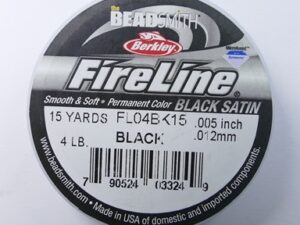 the BEADSMITH
Berkley
FireLine
Smooth & Soft • Permanent Color BLACK SATIN
15 YARDS FL04BK15 .005 inch
4 LB. BLACK .012mm
7 90524 03324 9
www.beadsmith.com • Made in USA of domestic and imported components.